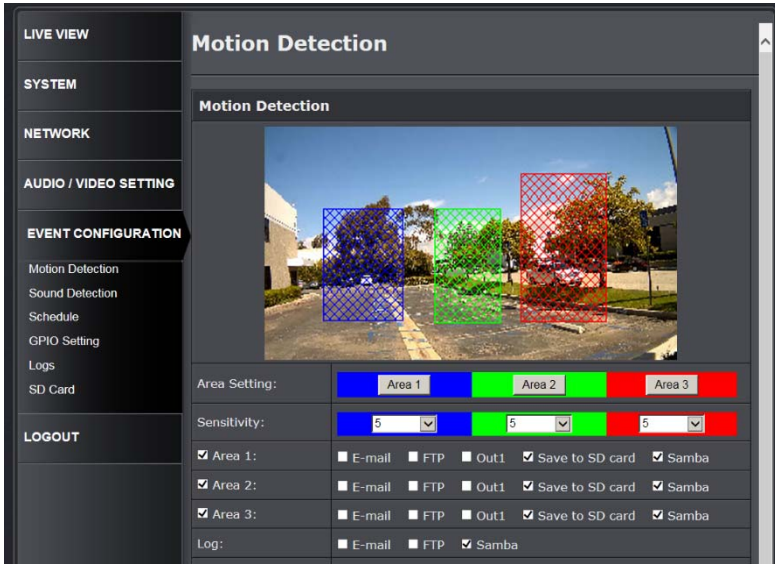 LIVE VIEW
SYSTEM
NETWORK
AUDIO / VIDEO SETTING
EVENT CONFIGURATION
Motion Detection
Sound Detection
Schedule
GPIO Setting
Logs
SD Card
LOGOUT
Motion Detection
Motion Detection
Area Setting: Area 1 Area 2 Area 3
Sensitivity: 5 5 5
Area 1: E-mail FTP Out1 Save to SD card Samba
Area 2: E-mail FTP Out1 Save to SD card Samba
Area 3: E-mail FTP Out1 Save to SD card Samba
Log: E-mail FTP Samba